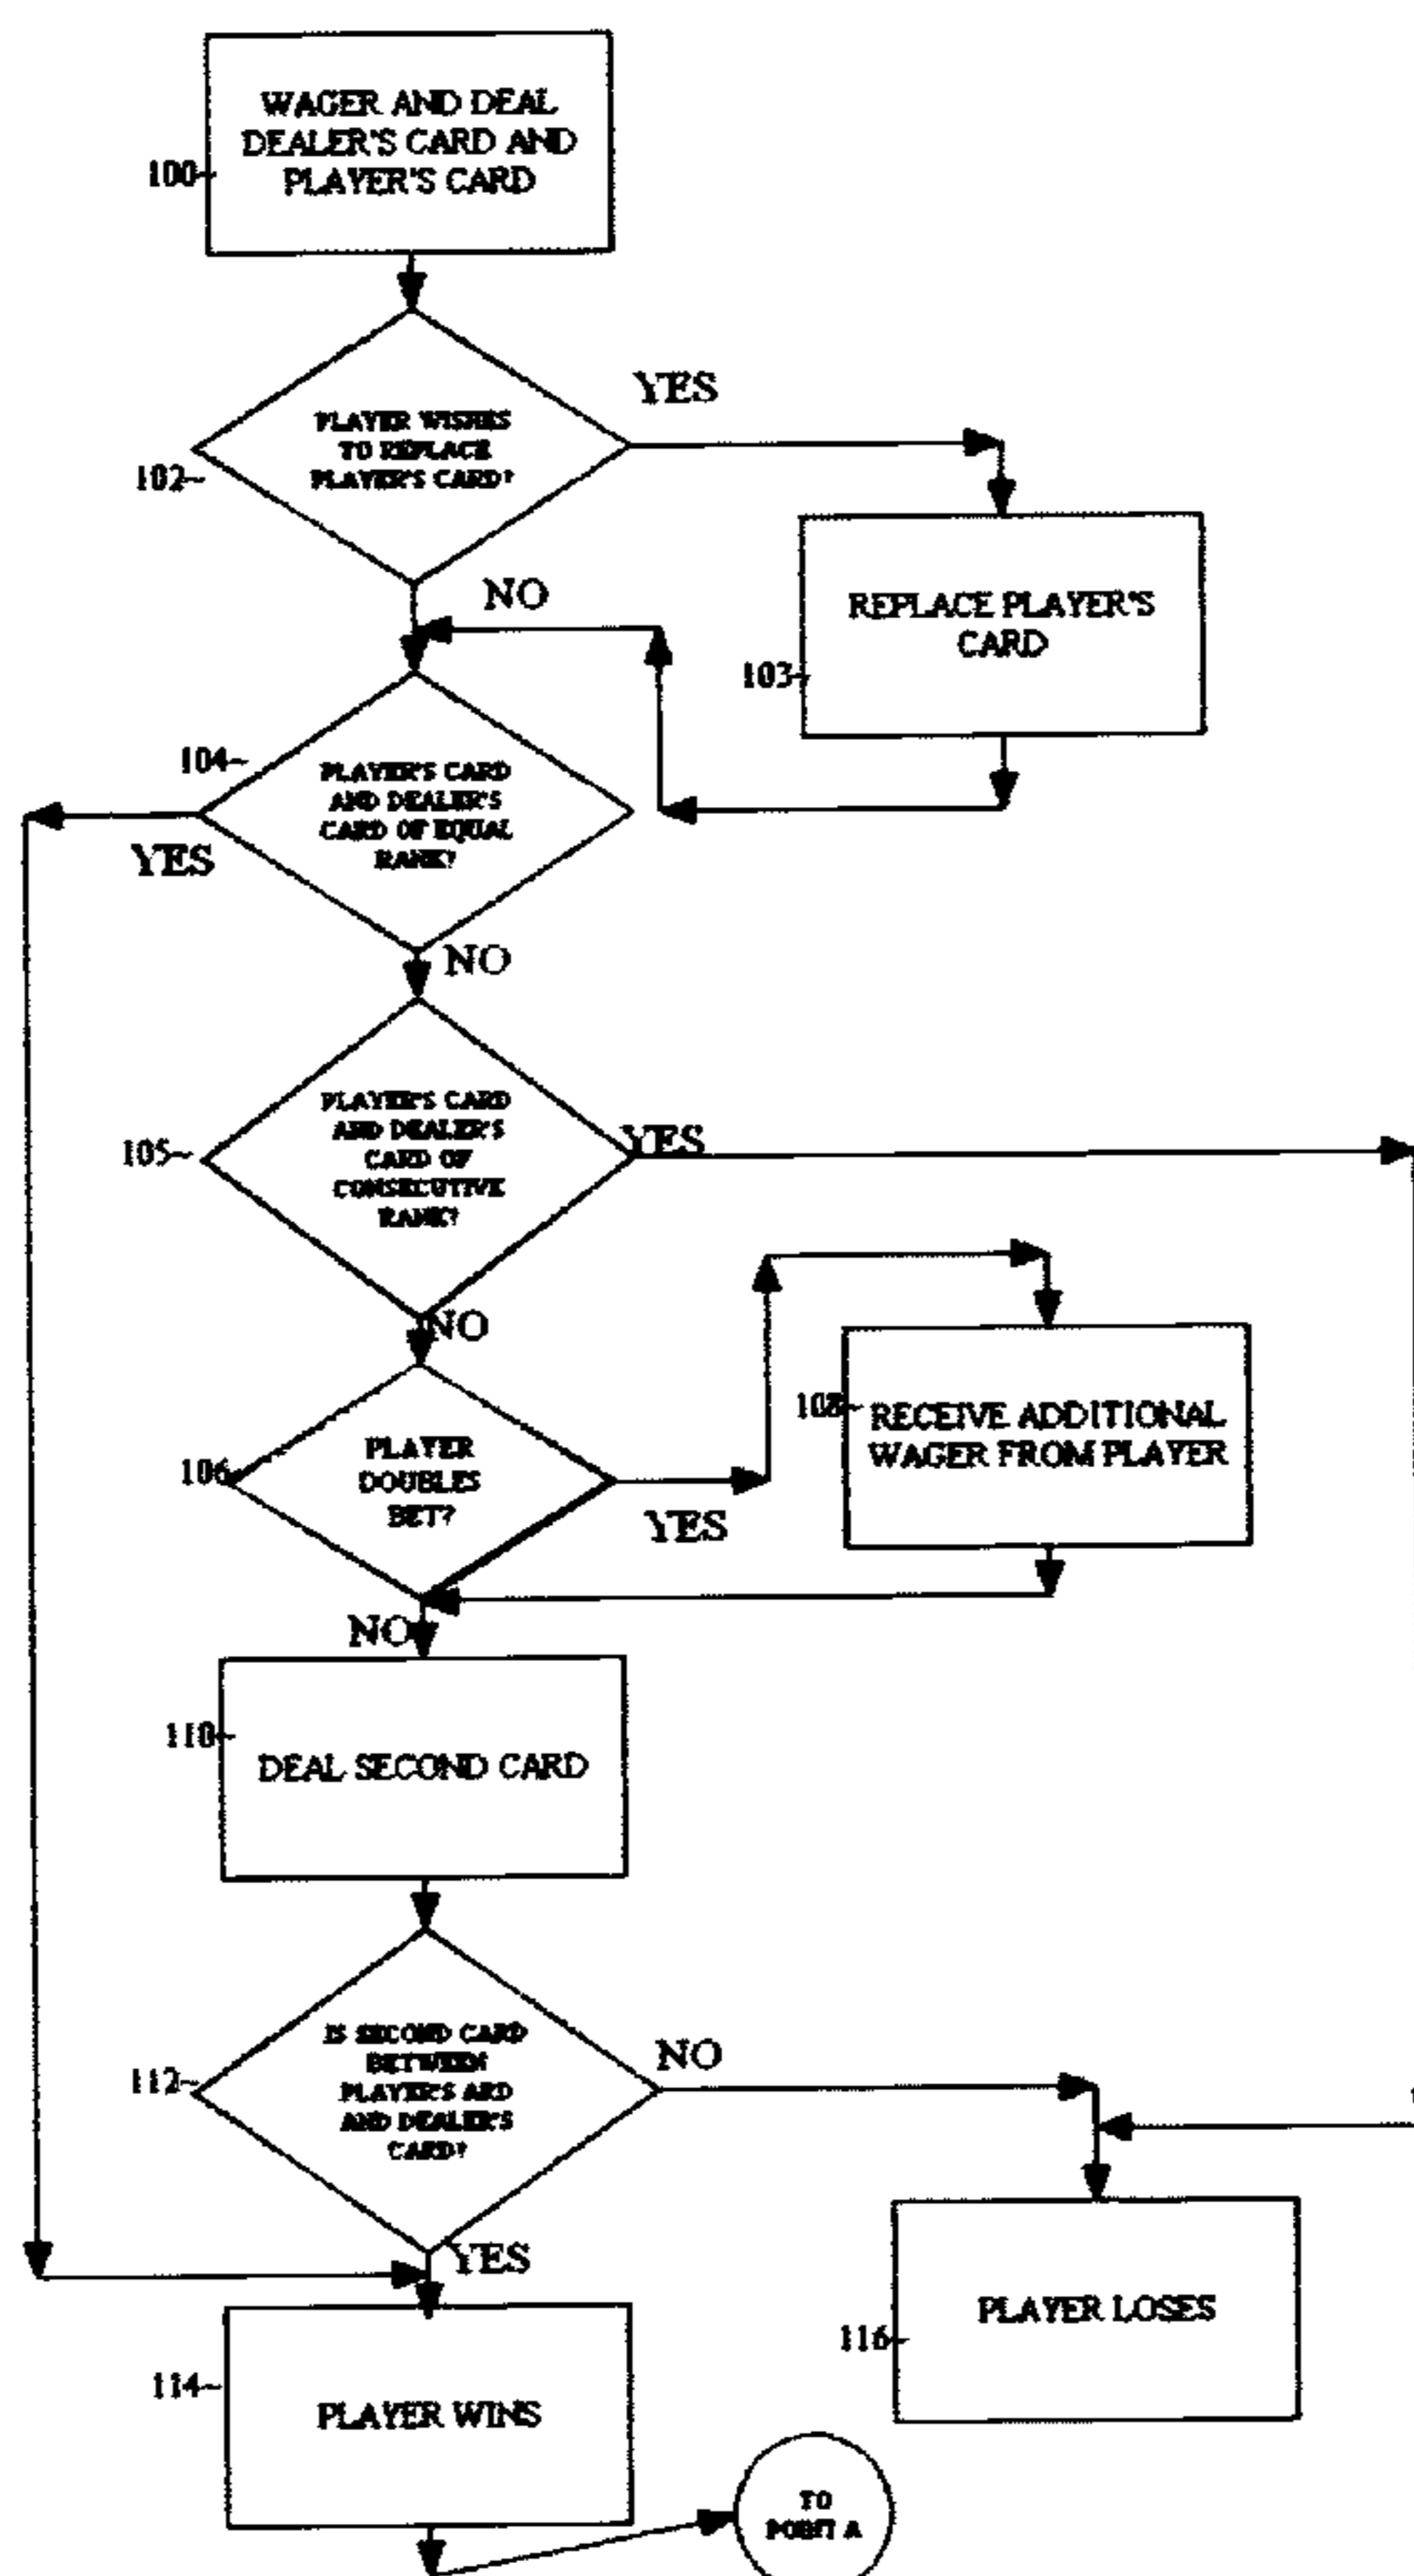 WAGER AND DEAL
DEALER'S CARD AND
PLAYER'S CARD
100~
PLAYER WISHES
TO REPLACE
PLAYER'S CARD?
102~
YES
NO
REPLACE PLAYER'S
CARD
103~
104~
PLAYER'S CARD
AND DEALER'S
CARD OF EQUAL
RANK?
YES
NO
PLAYER'S CARD
AND DEALER'S
CARD OF
CONSECUTIVE
RANK?
105~
YES
NO
PLAYER
DOUBLES
BET?
106
YES
108~
RECEIVE ADDITIONAL
WAGER FROM PLAYER
NO
110~
DEAL SECOND CARD
IS SECOND CARD
BETWEEN
PLAYER'S ARD
AND DEALER'S
CARD?
112~
NO
YES
PLAYER LOSES
116~
114~
PLAYER WINS
TO
POINT A